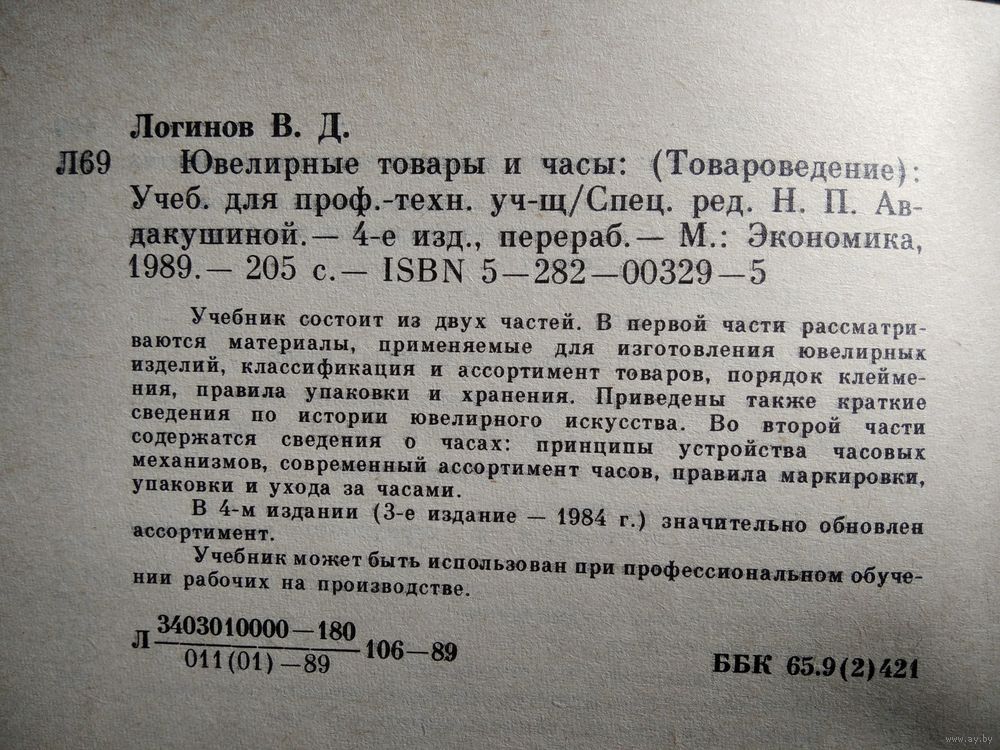 Логинов В. Д.
Л69 Ювелирные товары и часы: (Товароведение):
Учеб. для проф.-техн. уч-щ/Спец. ред. Н. П. Ав-
дакушиной.— 4-е изд., перераб.— М.: Экономика,
1989.— 205 с.— ISBN 5—282—00329—5
Учебник состоит из двух частей. В первой части рассматри-
ваются материалы, применяемые для изготовления ювелирных
изделий, классификация и ассортимент товаров, порядок клейме-
ния, правила упаковки и хранения. Приведены также краткие
сведения по истории ювелирного искусства. Во второй части
содержатся сведения о часах: принципы устройства часовых
механизмов, современный ассортимент часов, правила маркировки,
упаковки и ухода за часами.
В 4-м издании (3-е издание — 1984 г.) значительно обновлен
ассортимент.
Учебник может быть использован при профессиональном обуче-
нии рабочих на производстве.
Л 3403010000—180 106—89
011(01)—89
ББК 65.9(2)421
www.ay.by